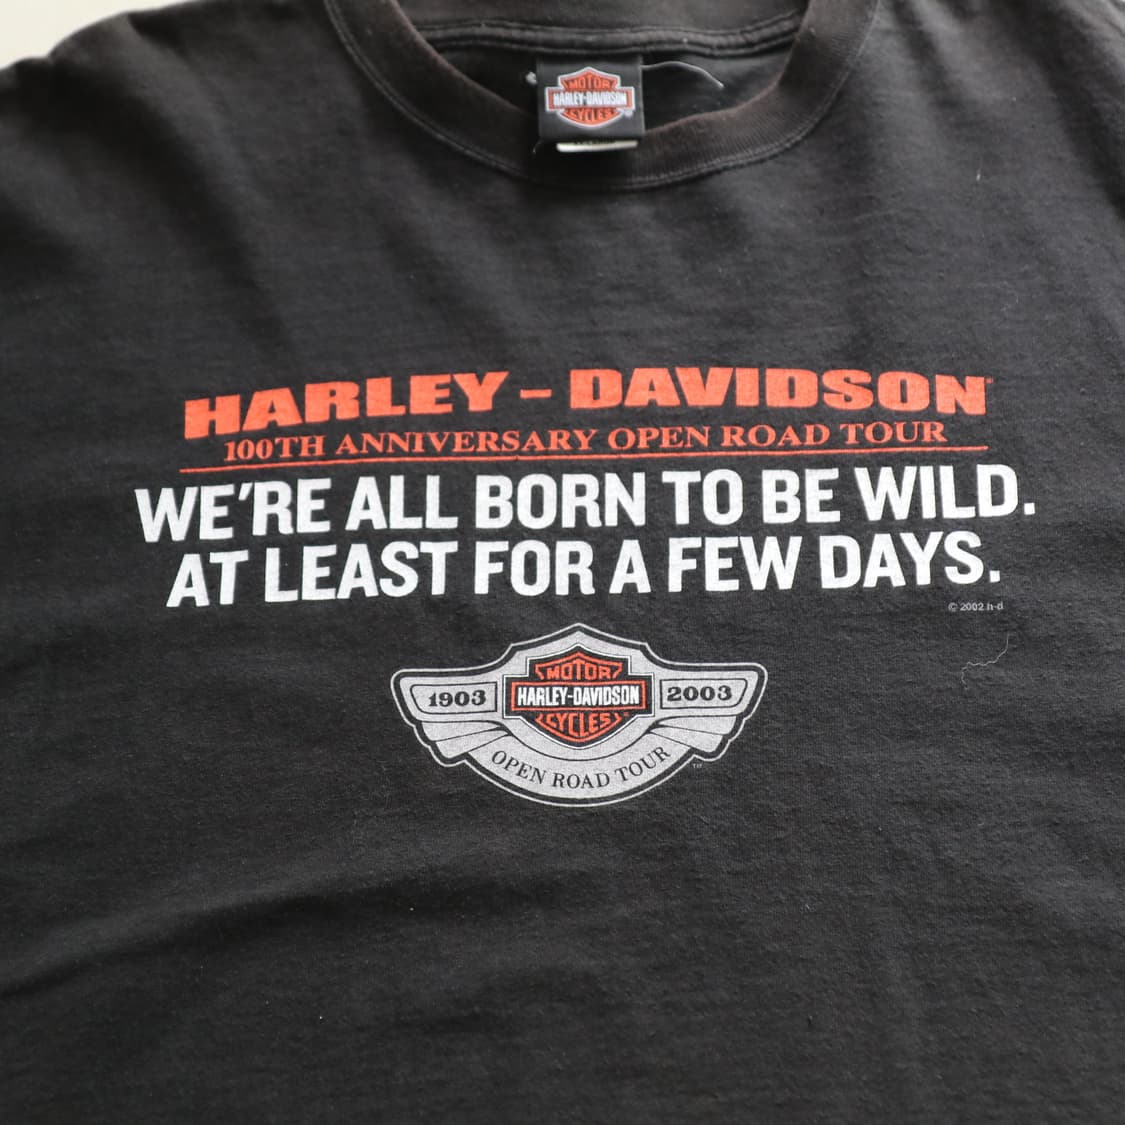 MOTOR
HARLEY-DAVIDSON
CYCLES
HARLEY-DAVIDSON
100TH ANNIVERSARY OPEN ROAD TOUR
WE'RE ALL BORN TO BE WILD.
AT LEAST FOR A FEW DAYS.
© 2002 h-d
MOTOR
1903 HARLEY-DAVIDSON 2003
CYCLES
OPEN ROAD TOUR™